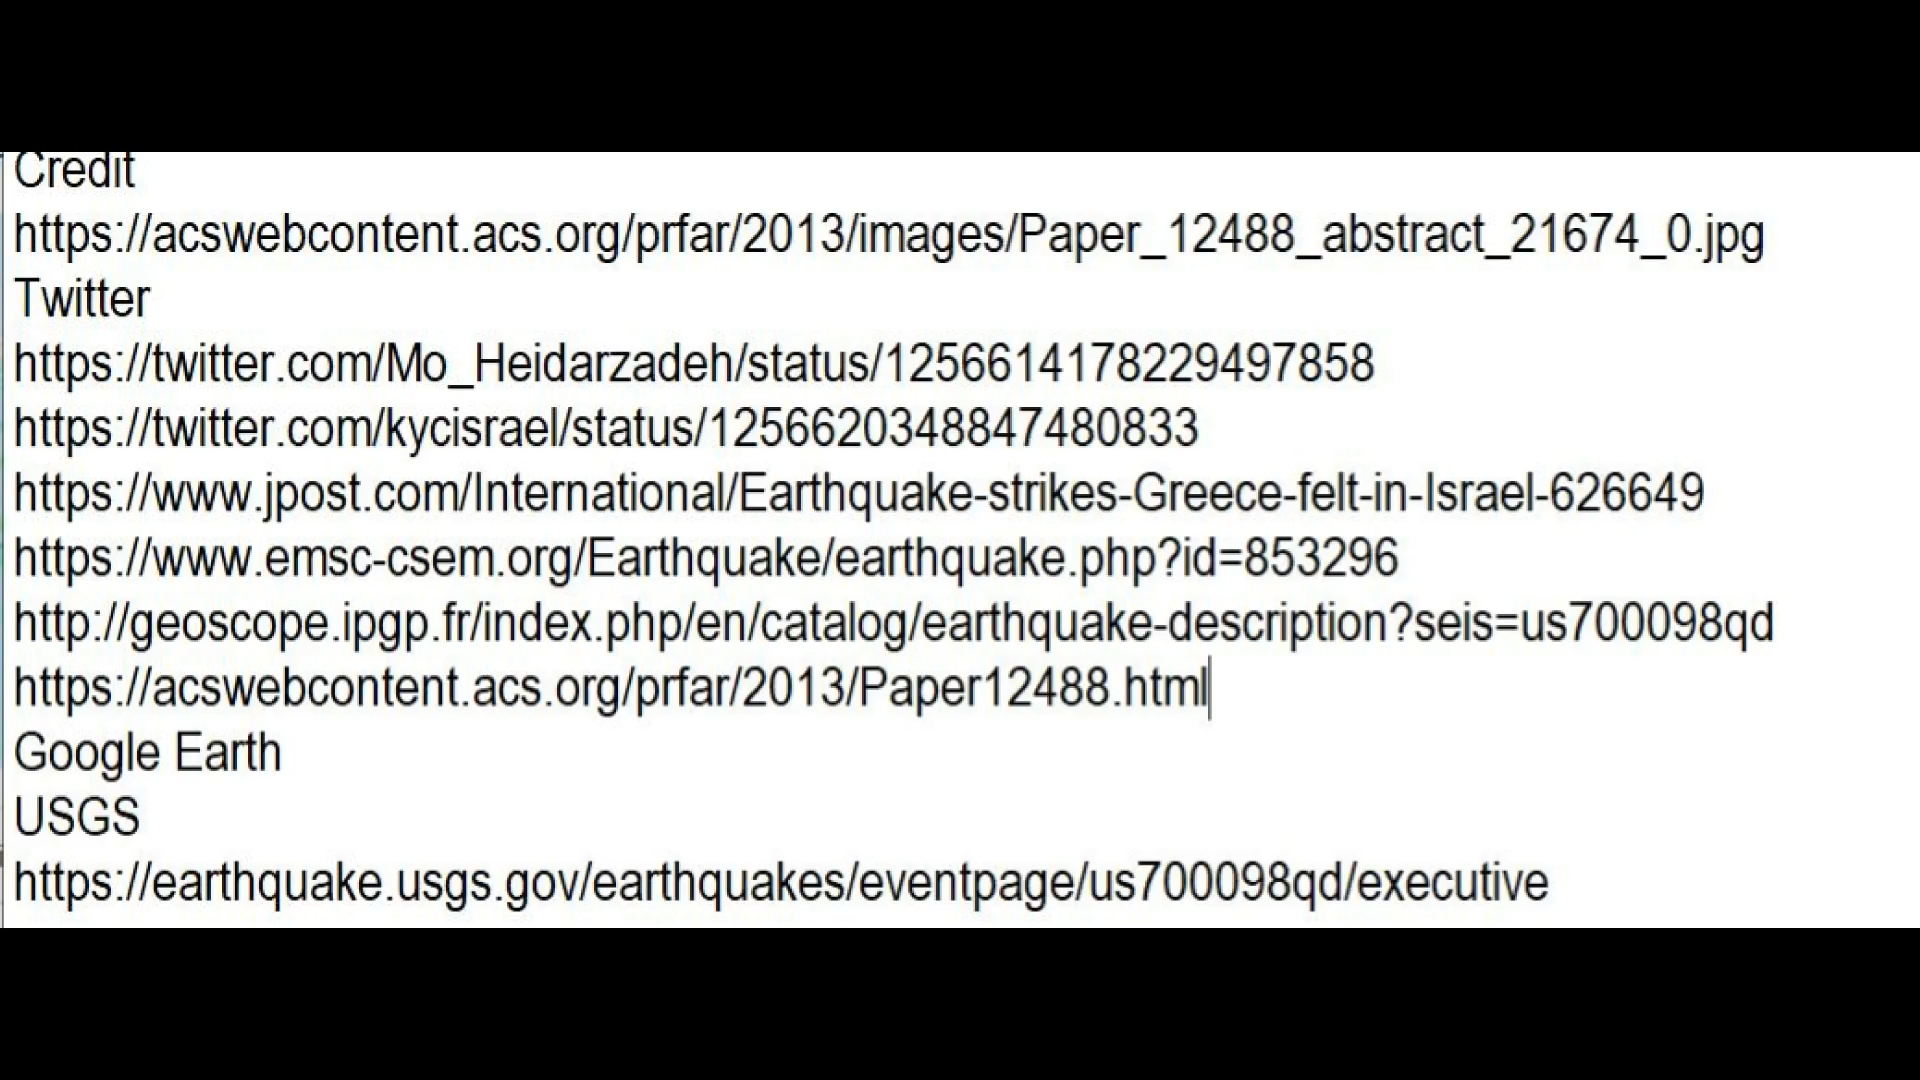 Credit
https://acswebcontent.acs.org/prfar/2013/images/Paper_12488_abstract_21674_0.jpg
Twitter
https://twitter.com/Mo_Heidarzadeh/status/1256614178229497858
https://twitter.com/kycisrael/status/1256620348847480833
https://www.jpost.com/International/Earthquake-strikes-Greece-felt-in-Israel-626649
https://www.emsc-csem.org/Earthquake/earthquake.php?id=853296
http://geoscope.ipgp.fr/index.php/en/catalog/earthquake-description?seis=us700098qd
https://acswebcontent.acs.org/prfar/2013/Paper12488.html
Google Earth
USGS
https://earthquake.usgs.gov/earthquakes/eventpage/us700098qd/executive